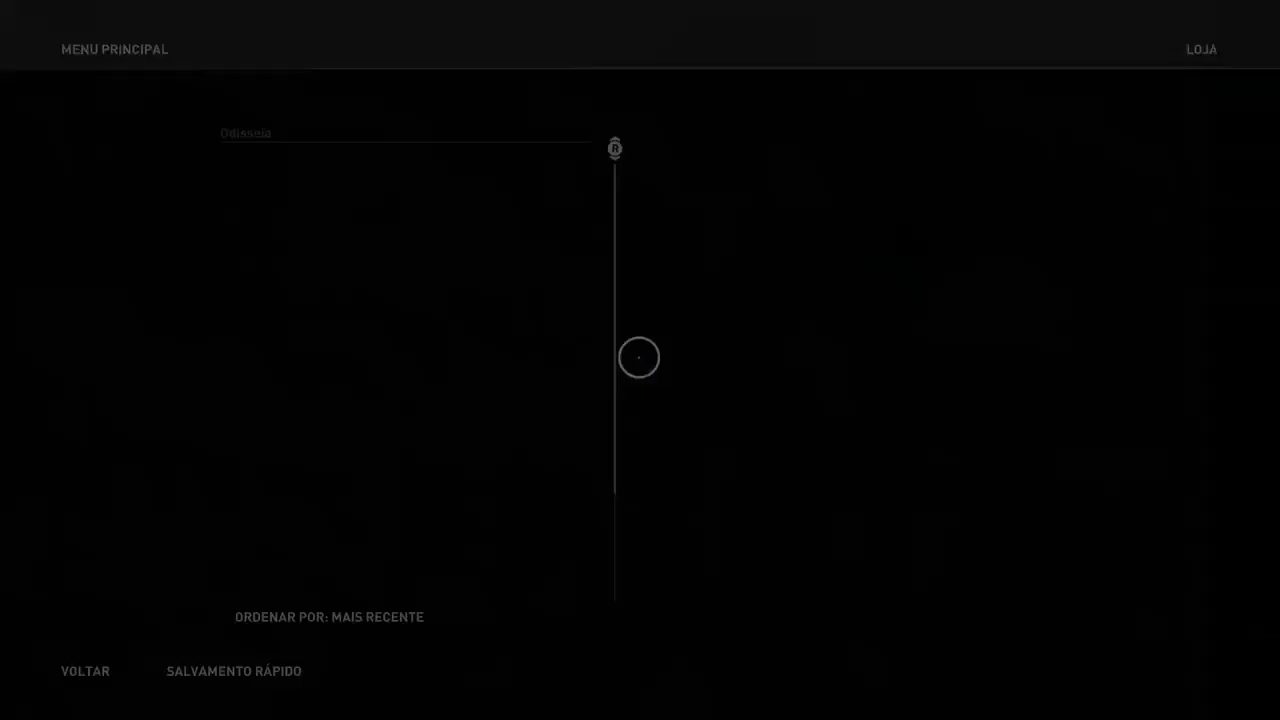 MENU PRINCIPAL
LOJA
Odisseia
R
ORDENAR POR: MAIS RECENTE
VOLTAR
SALVAMENTO RÁPIDO